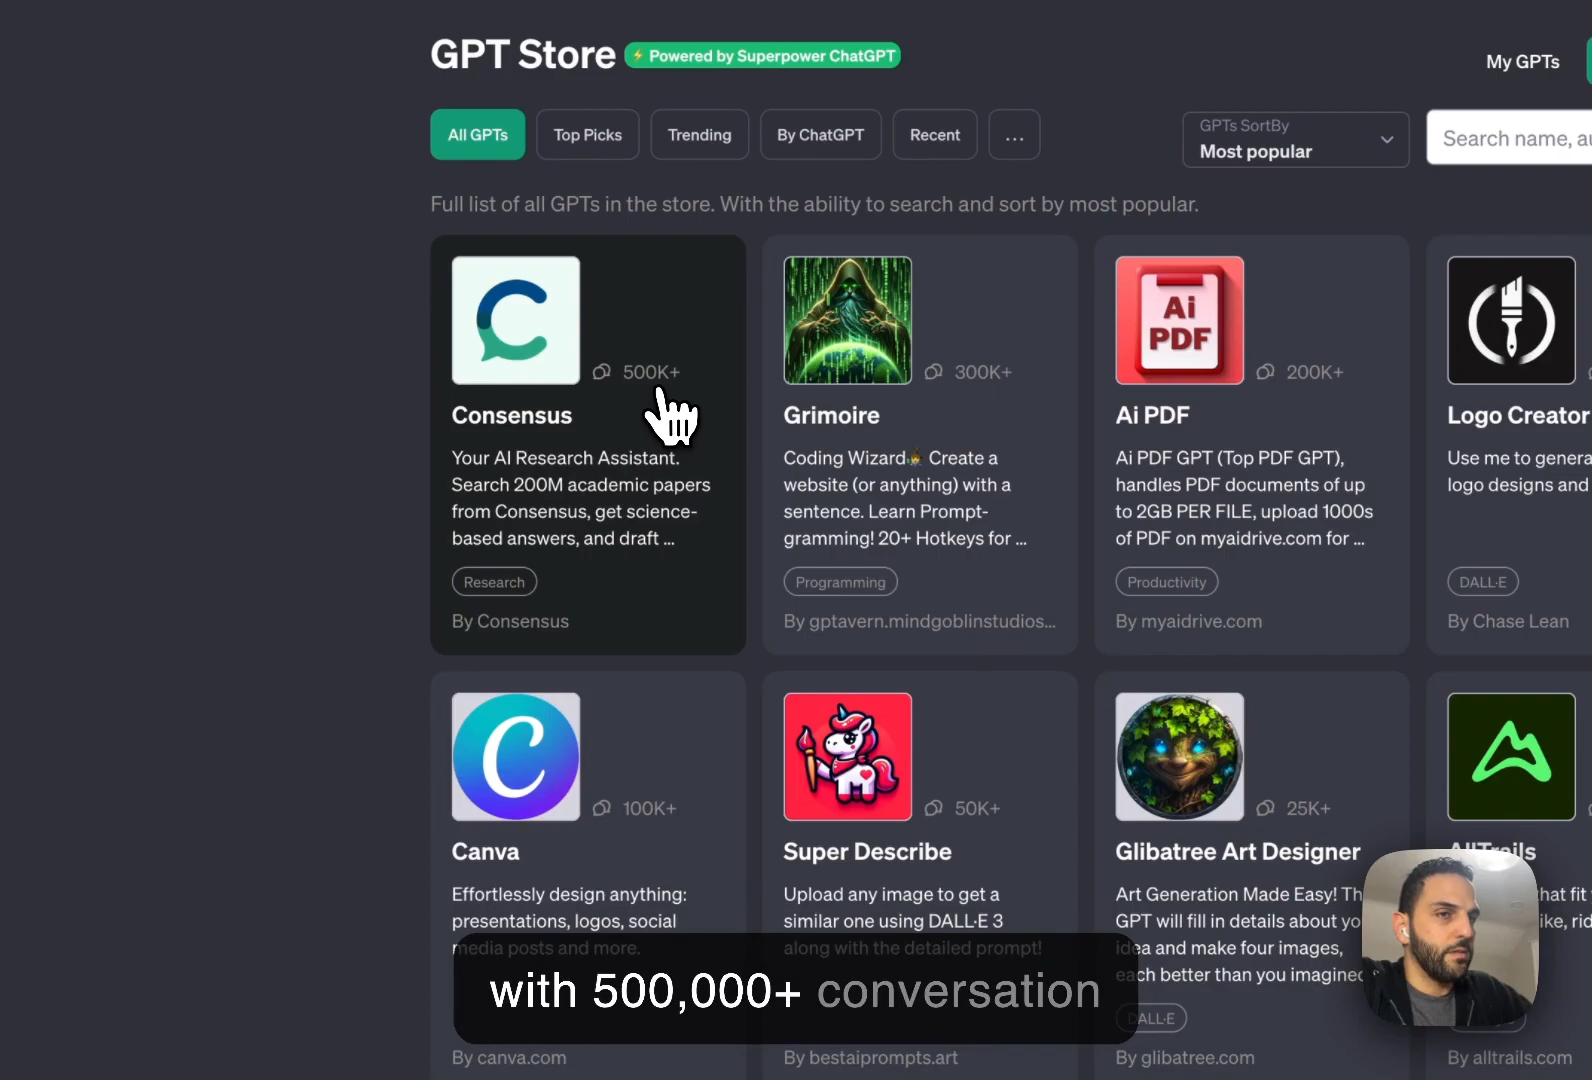 GPT Store
⚡ Powered by Superpower ChatGPT
My GPTs
All GPTs
Top Picks
Trending
By ChatGPT
Recent
...
GPTs SortBy
Most popular
Search name, au
Full list of all GPTs in the store. With the ability to search and sort by most popular.
500K+
Consensus
Your AI Research Assistant.
Search 200M academic papers
from Consensus, get science-
based answers, and draft ...
Research
By Consensus
300K+
Grimoire
Coding Wizard🧙 Create a
website (or anything) with a
sentence. Learn Prompt-
gramming! 20+ Hotkeys for ...
Programming
By gptavern.mindgoblinstudios...
Ai
PDF
200K+
Ai PDF
Ai PDF GPT (Top PDF GPT),
handles PDF documents of up
to 2GB PER FILE, upload 1000s
of PDF on myaidrive.com for ...
Productivity
By myaidrive.com
Logo Creator
Use me to genera
logo designs and
DALL·E
By Chase Lean
C
100K+
Canva
Effortlessly design anything:
presentations, logos, social
media posts and more.
By canva.com
50K+
Super Describe
Upload any image to get a
similar one using DALL·E 3
along with the detailed prompt!
By bestaiprompts.art
25K+
Glibatree Art Designer
Art Generation Made Easy! Th
GPT will fill in details about yo
idea and make four images,
each better than you imagined
DALL·E
By glibatree.com
AllTrails
hat fit
ike, rid
By alltrails.com
with 500,000+ conversation